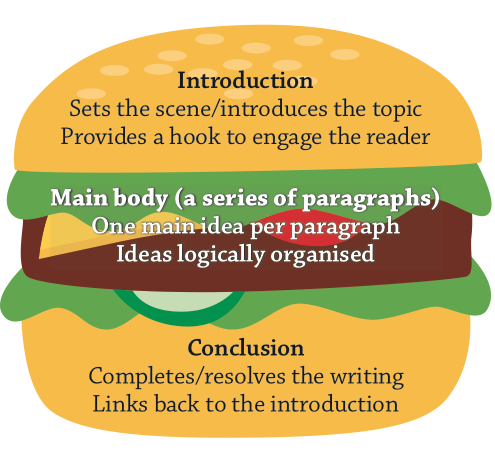 Introduction
Sets the scene/introduces the topic
Provides a hook to engage the reader
Main body (a series of paragraphs)
One main idea per paragraph
Ideas logically organised
Conclusion
Completes/resolves the writing
Links back to the introduction